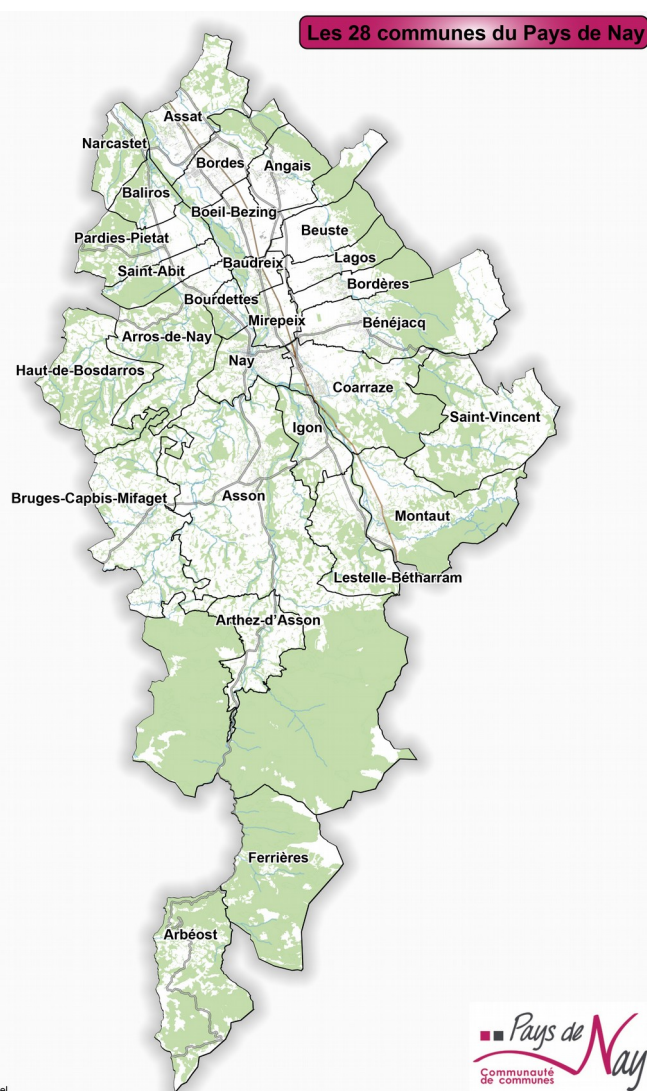 Les 28 communes du Pays de Nay
Assat
Narcastet
Bordes
Angais
Baliros
Boeil-Bezing
Beuste
Pardies-Pietat
Lagos
Baudreix
Saint-Abit
Bordères
Bourdettes
Mirepeix
Bénéjacq
Arros-de-Nay
Nay
Haut-de-Bosdarros
Coarraze
Saint-Vincent
Igon
Asson
Bruges-Capbis-Mifaget
Montaut
Lestelle-Bétharram
Arthez-d'Asson
Ferrières
Arbéost
Pays de Nay
Communauté
de communes